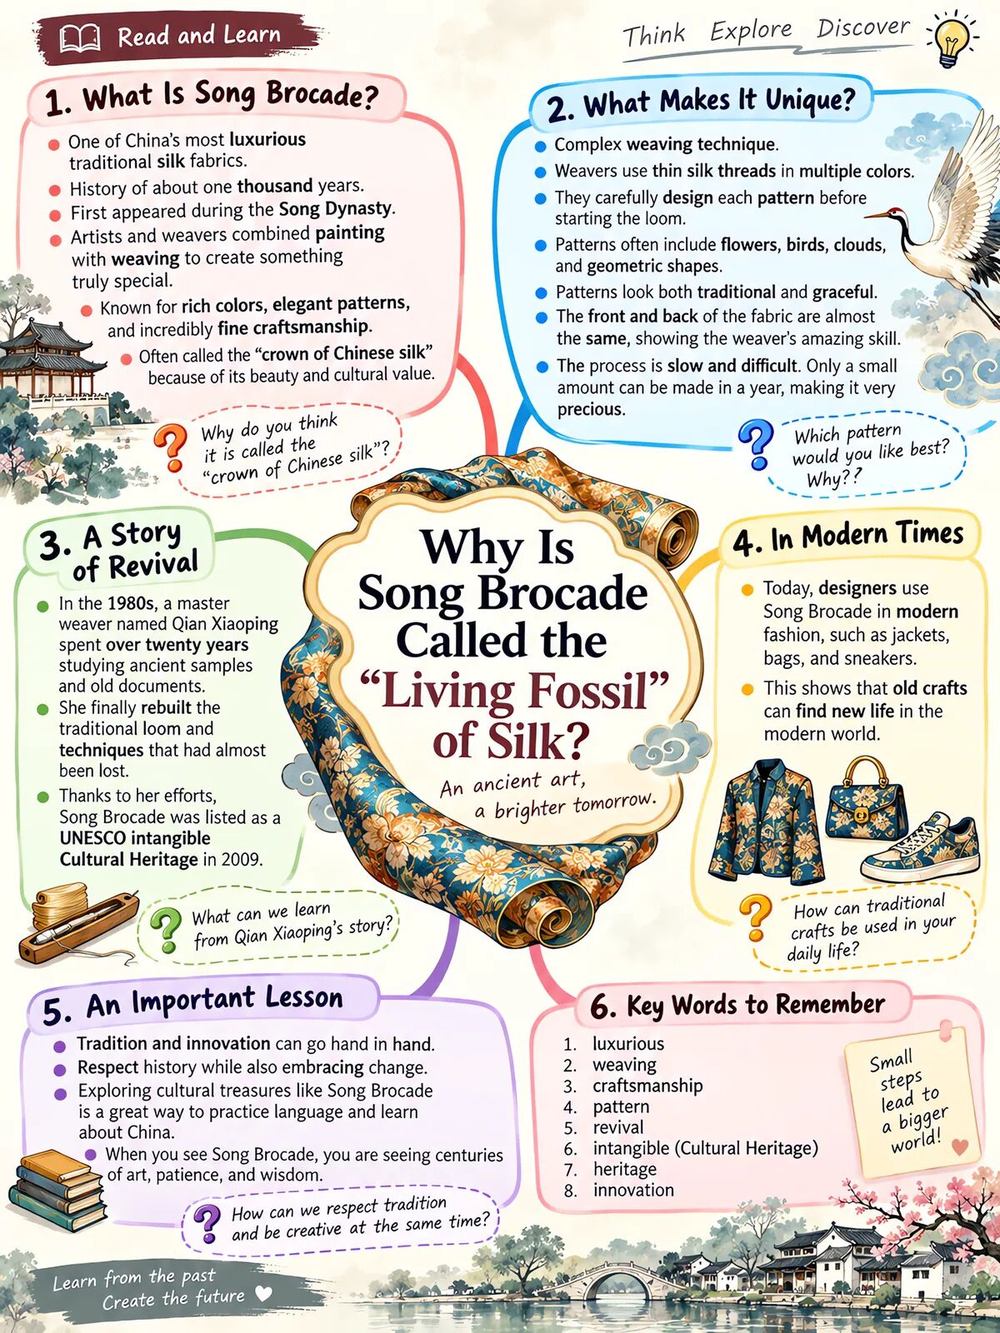 Read and Learn
Think Explore Discover
1. What Is Song Brocade?
One of China's most luxurious
traditional silk fabrics.
History of about one thousand years.
First appeared during the Song Dynasty.
Artists and weavers combined painting
with weaving to create something
truly special.
Known for rich colors, elegant patterns,
and incredibly fine craftsmanship.
Often called the “crown of Chinese silk”
because of its beauty and cultural value.
Why do you think
it is called the
“crown of Chinese silk”?
2. What Makes It Unique?
Complex weaving technique.
Weavers use thin silk threads in multiple colors.
They carefully design each pattern before
starting the loom.
Patterns often include flowers, birds, clouds,
and geometric shapes.
Patterns look both traditional and graceful.
The front and back of the fabric are almost
the same, showing the weaver's amazing skill.
The process is slow and difficult. Only a small
amount can be made in a year, making it very
precious.
Which pattern
would you like best?
Why??
Why Is
Song Brocade
Called the
“Living Fossil”
of Silk?
An ancient art,
a brighter tomorrow.
3. A Story
of Revival
In the 1980s, a master
weaver named Qian Xiaoping
spent over twenty years
studying ancient samples
and old documents.
She finally rebuilt the
traditional loom and
techniques that had almost
been lost.
Thanks to her efforts,
Song Brocade was listed as a
UNESCO intangible
Cultural Heritage in 2009.
What can we learn
from Qian Xiaoping's story?
4. In Modern Times
Today, designers use
Song Brocade in modern
fashion, such as jackets,
bags, and sneakers.
This shows that old crafts
can find new life in the
modern world.
How can traditional
crafts be used in your
daily life?
5. An Important Lesson
Tradition and innovation can go hand in hand.
Respect history while also embracing change.
Exploring cultural treasures like Song Brocade
is a great way to practice language and learn
about China.
When you see Song Brocade, you are seeing centuries
of art, patience, and wisdom.
How can we respect tradition
and be creative at the same time?
6. Key Words to Remember
1. luxurious
2. weaving
3. craftsmanship
4. pattern
5. revival
6. intangible (Cultural Heritage)
7. heritage
8. innovation
Small
steps
lead to
a bigger
world!
Learn from the past
Create the future